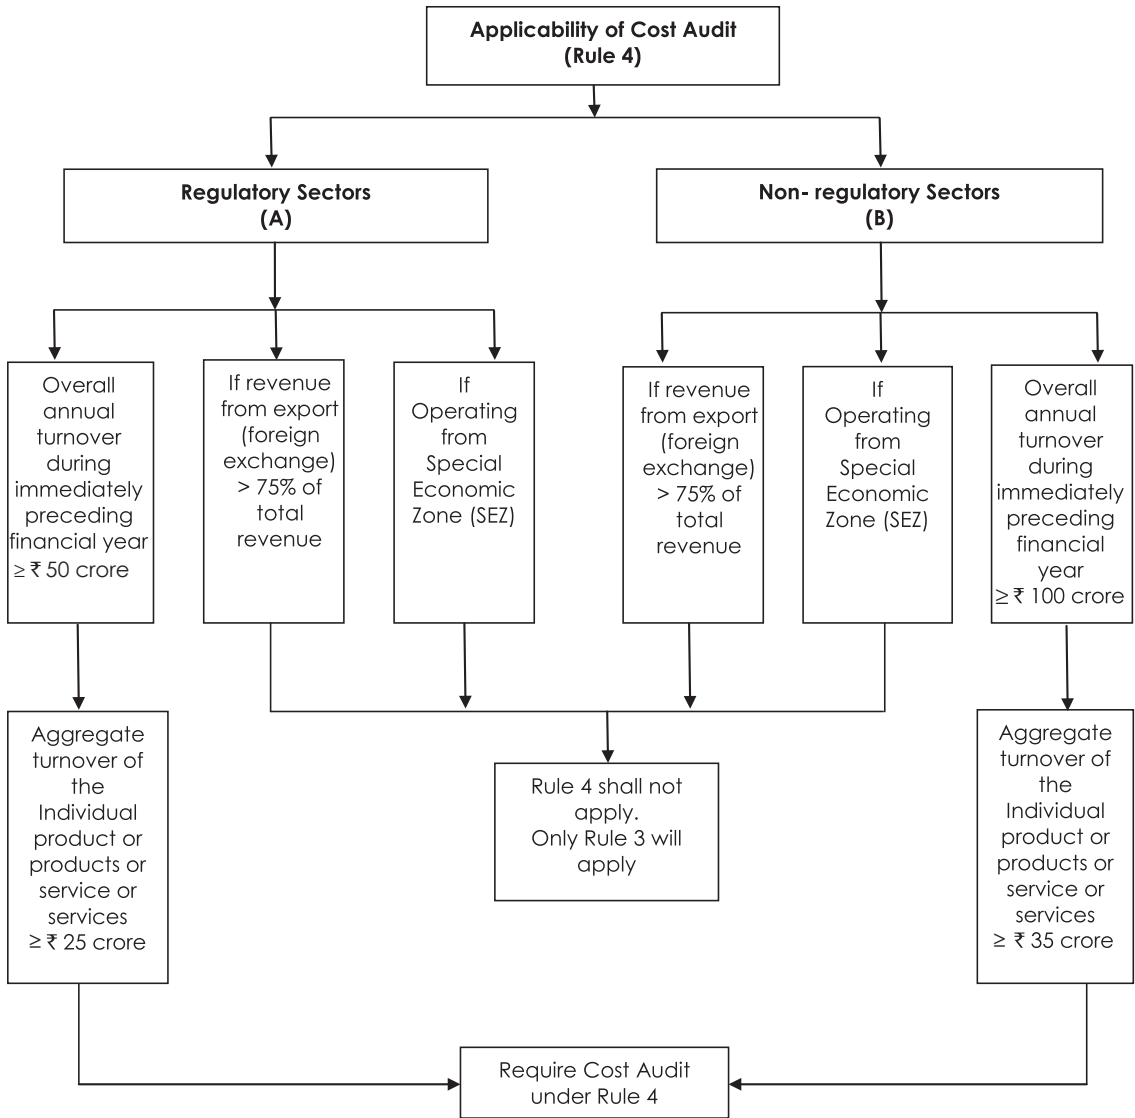 Applicability of Cost Audit
(Rule 4)
Regulatory Sectors
(A)
Non- regulatory Sectors
(B)
Overall
annual
turnover
during
immediately
preceding
financial year
≥ ₹ 50 crore
If revenue
from export
(foreign
exchange)
> 75% of
total
revenue
If
Operating
from
Special
Economic
Zone (SEZ)
If revenue
from export
(foreign
exchange)
> 75% of
total
revenue
If
Operating
from
Special
Economic
Zone (SEZ)
Overall
annual
turnover
during
immediately
preceding
financial
year
≥ ₹ 100 crore
Aggregate
turnover of
the
Individual
product or
products or
service or
services
≥ ₹ 25 crore
Rule 4 shall not
apply.
Only Rule 3 will
apply
Aggregate
turnover of
the
Individual
product or
products or
service or
services
≥ ₹ 35 crore
Require Cost Audit
under Rule 4